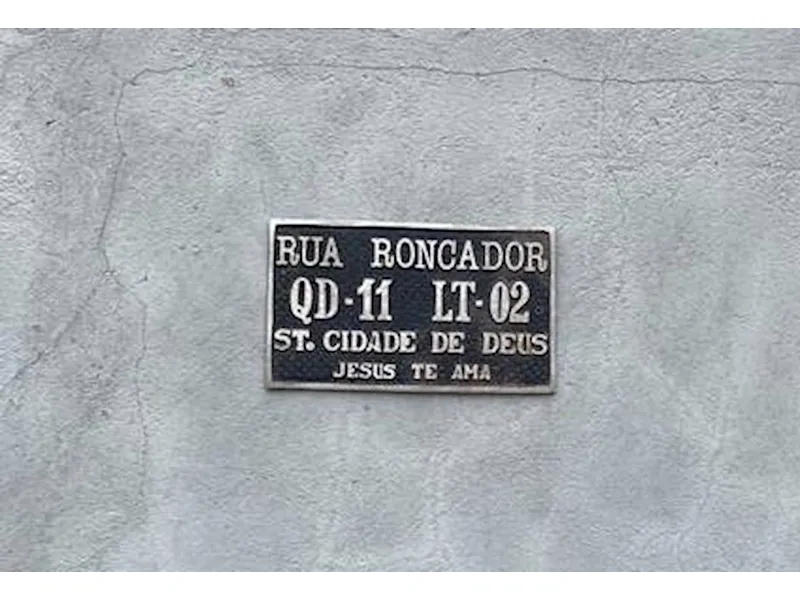 RUA RONCADOR
QD-11 LT-02
ST. CIDADE DE DEUS
JESUS TE AMA